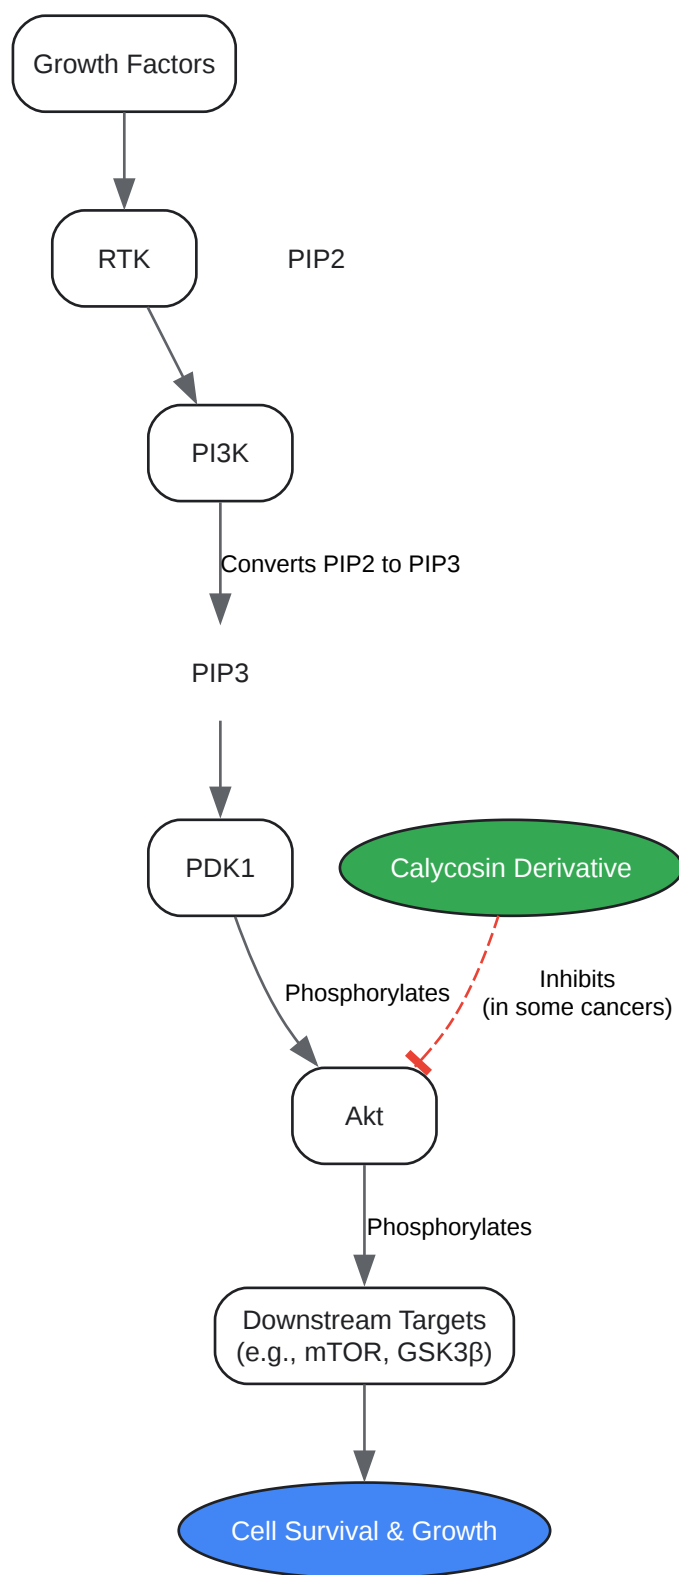 Growth Factors
RTK
PIP2
PI3K
Converts PIP2 to PIP3
PIP3
PDK1
Calycosin Derivative
Phosphorylates
Inhibits
(in some cancers)
Akt
Phosphorylates
Downstream Targets
(e.g., mTOR, GSK3β)
Cell Survival & Growth